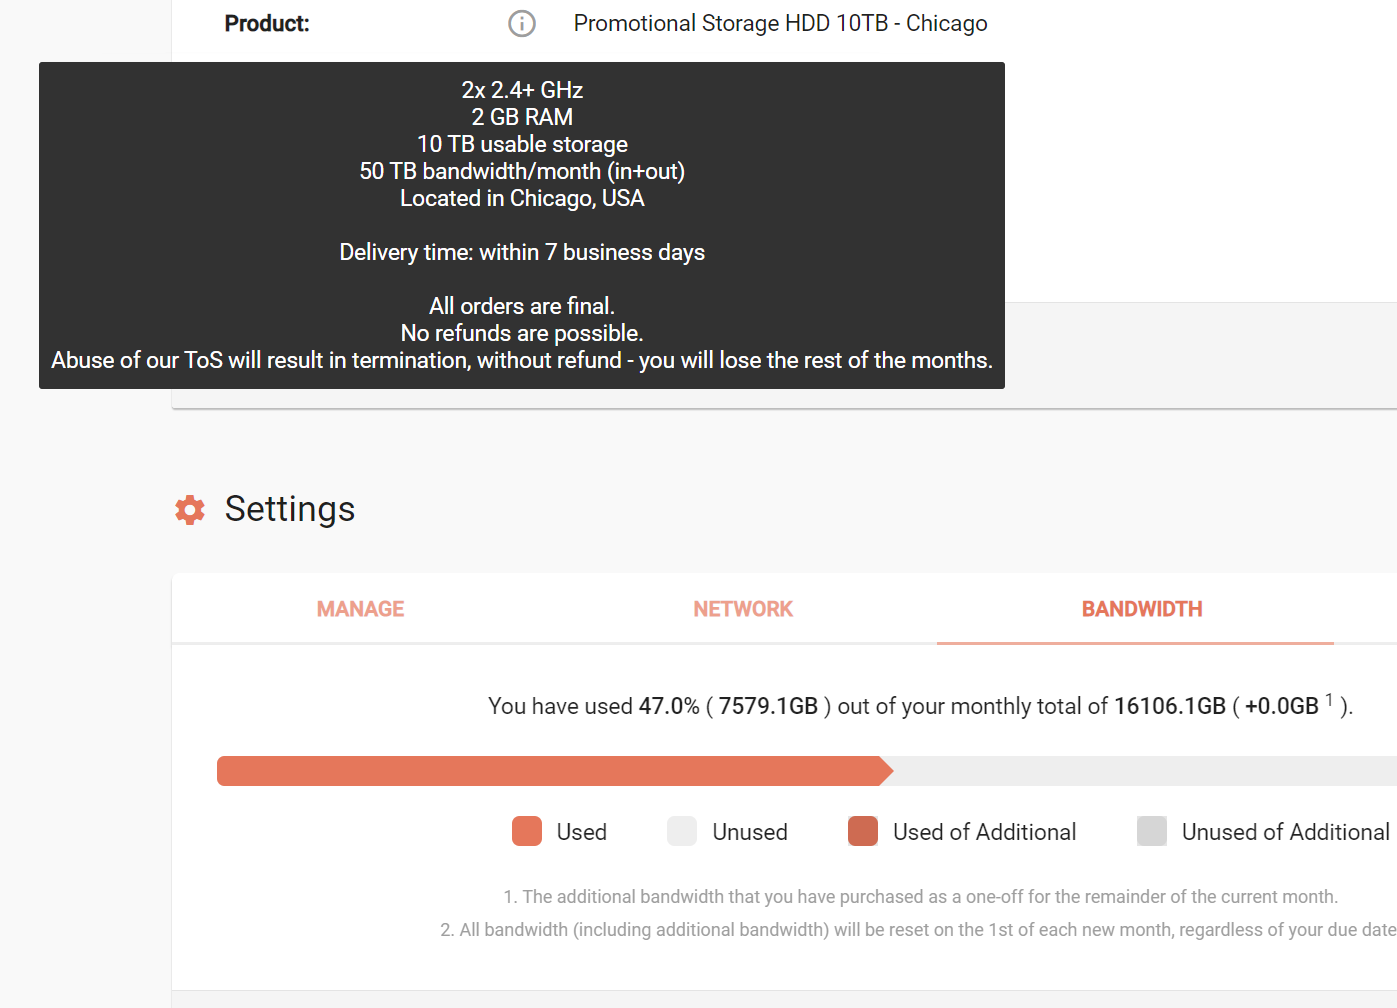 Product:
Promotional Storage HDD 10TB - Chicago
2x 2.4+ GHz
2 GB RAM
10 TB usable storage
50 TB bandwidth/month (in+out)
Located in Chicago, USA
Delivery time: within 7 business days
All orders are final.
No refunds are possible.
Abuse of our ToS will result in termination, without refund - you will lose the rest of the months.
Settings
MANAGE
NETWORK
BANDWIDTH
You have used 47.0% ( 7579.1GB ) out of your monthly total of 16106.1GB ( +0.0GB 1 ).
Used
Unused
Used of Additional
Unused of Additional
1. The additional bandwidth that you have purchased as a one-off for the remainder of the current month.
2. All bandwidth (including additional bandwidth) will be reset on the 1st of each new month, regardless of your due date